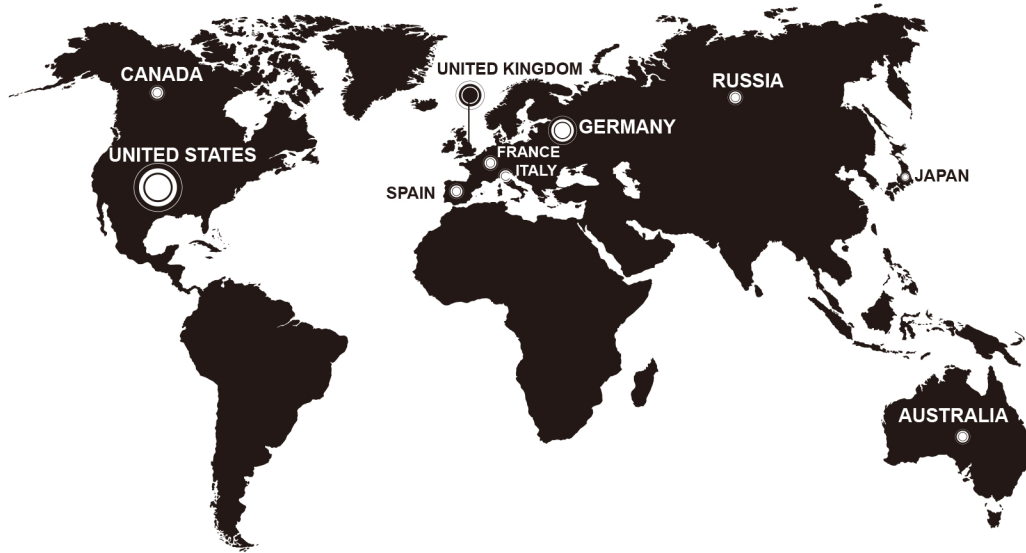 UNITED KINGDOM
CANADA
RUSSIA
GERMANY
UNITED STATES
FRANCE
ITALY
JAPAN
SPAIN
AUSTRALIA